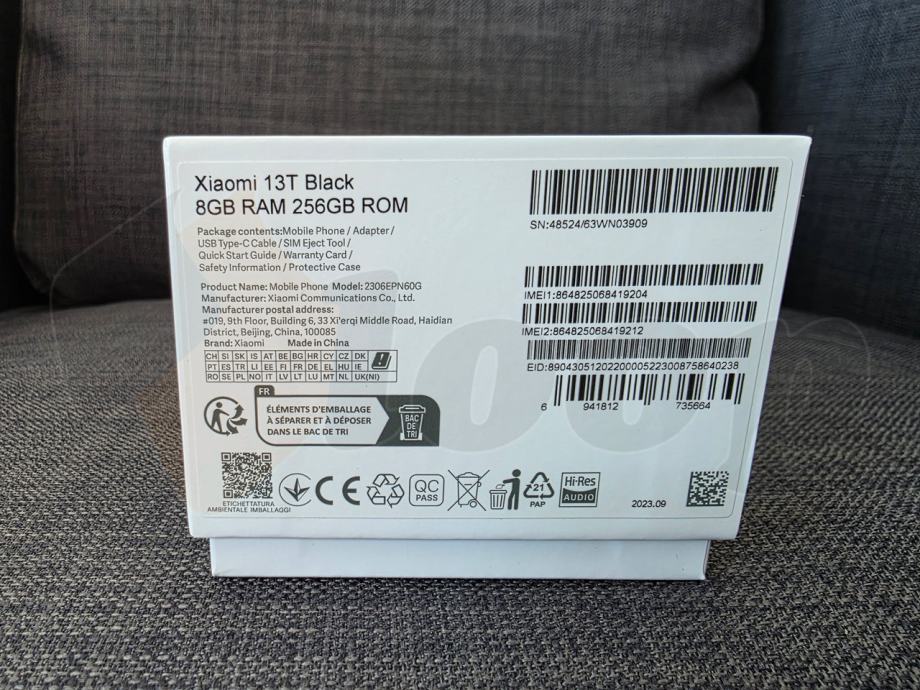 Xiaomi 13T Black
8GB RAM 256GB ROM
Package contents:Mobile Phone / Adapter /
USB Type-C Cable / SIM Eject Tool /
Quick Start Guide / Warranty Card /
Safety Information / Protective Case
Product Name: Mobile Phone Model: 2306EPN60G
Manufacturer: Xiaomi Communications Co., Ltd.
Manufacturer postal address:
#019, 9th Floor, Building 6, 33 Xi'erqi Middle Road, Haidian
District, Beijing, China, 100085
Brand: Xiaomi Made in China
CH SI SK IS AT BE BG HR CY CZ DK
PT ES TR LI EE FI FR DE EL HU IE
RO SE PL NO IT LV LT LU MT NL UK(NI)
FR
ÉLÉMENTS D'EMBALLAGE
À SÉPARER ET À DÉPOSER
DANS LE BAC DE TRI
BAC
DE
TRI
ETICHETTATURA
AMBIENTALE IMBALLAGGI
CE
QC
PASS
21
PAP
Hi-Res
AUDIO
SN:48524/63WN03909
IMEI1:864825068419204
IMEI2:864825068419212
EID:89043051202200005223008758640238
6 941812 735664
2023.09